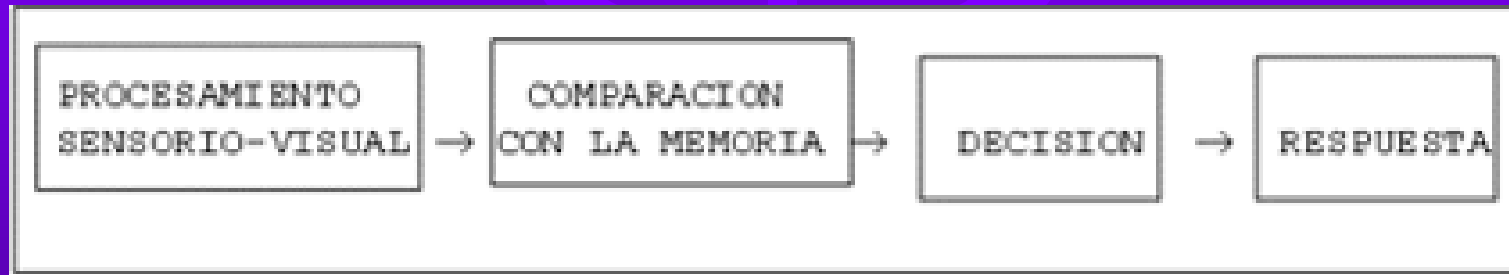 PROCESAMIENTO
SENSORIO-VISUAL
→
COMPARACION
CON LA MEMORIA
→
DECISION
→
RESPUESTA